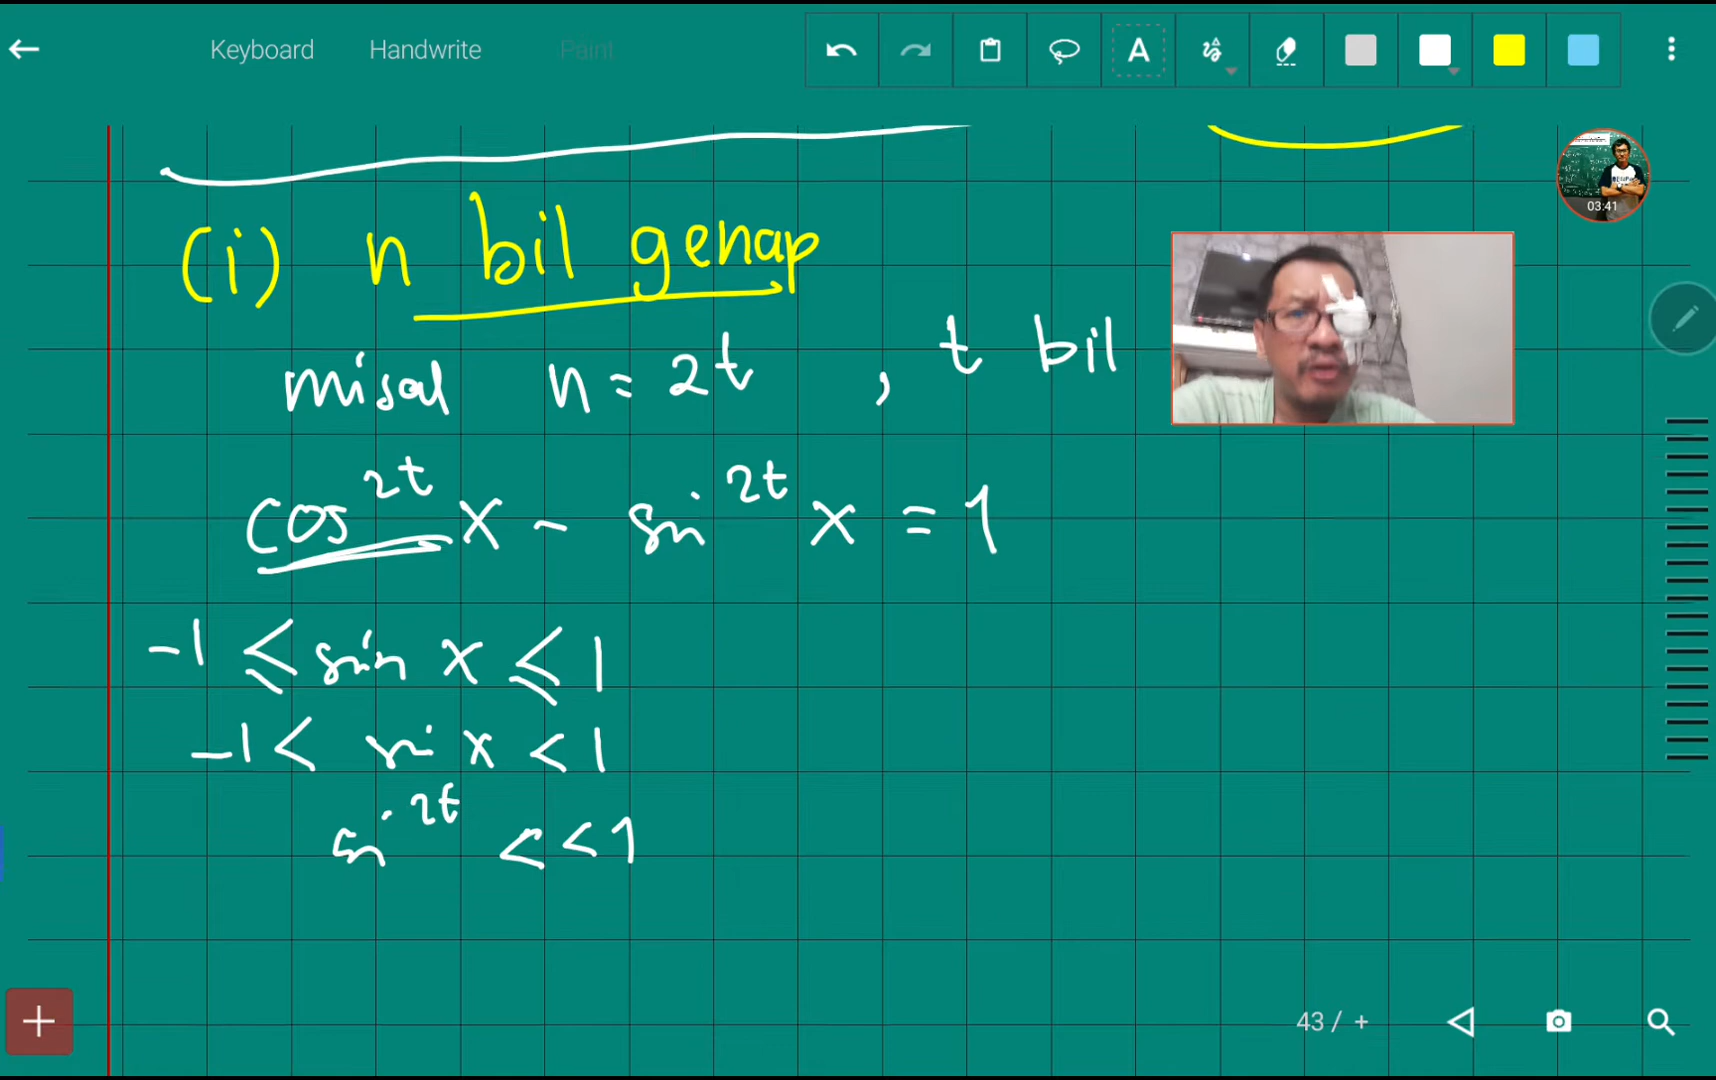 Keyboard Handwrite Paint
A
03:41
(i) n bil genap
misal n = 2t , t bil
cos^2t x - sin^2t x = 1
-1 ≤ sin x ≤ 1
-1 < sin x < 1
sin^2t < < 1
43 / +